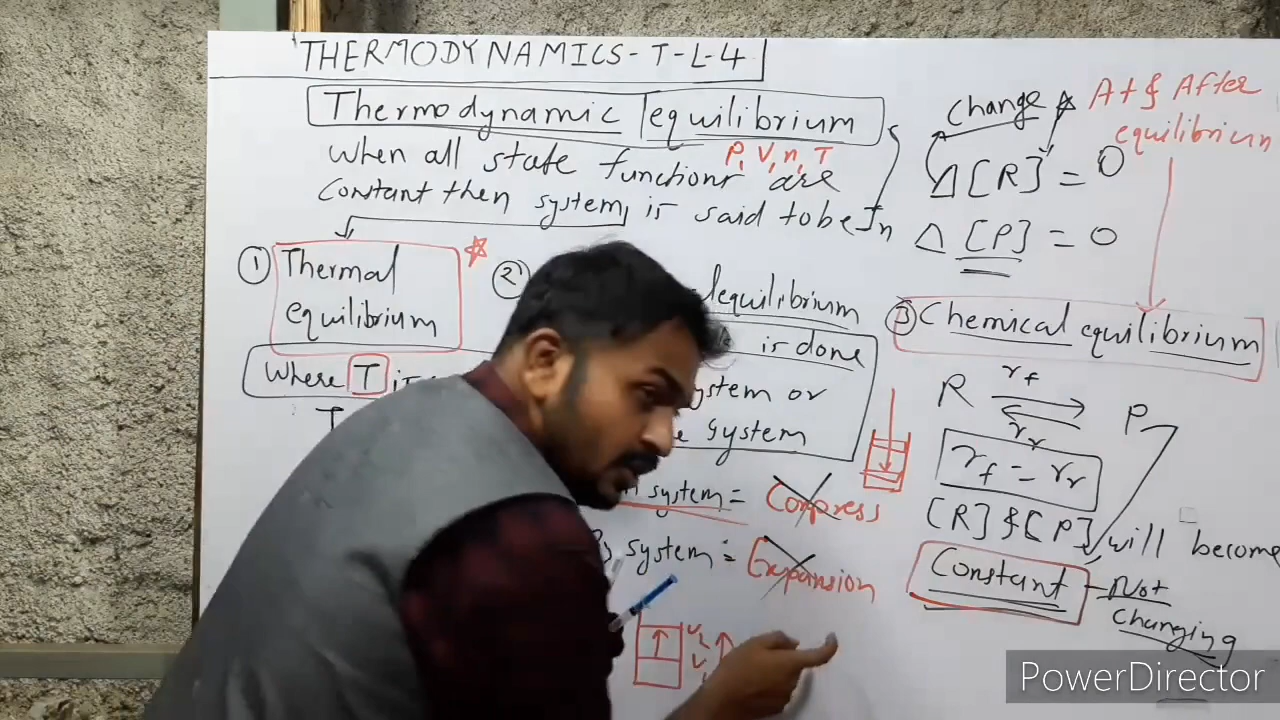 THERMODYNAMICS-T-L-4
Thermodynamic equilibrium
When all state functions are
P, V, n, T
Constant then system, is said to be In
① Thermal
equilibrium
Where T is
T
②
equilibrium
is done
system or
System
system = Compress
By system = Expansion
change
At & After
equilibrium
Δ[R] = 0
Δ[P] = 0
③ Chemical equilibrium
R
rf
rr
P
rf = rr
[R] & [P] will become
Constant - Not
changing
PowerDirector